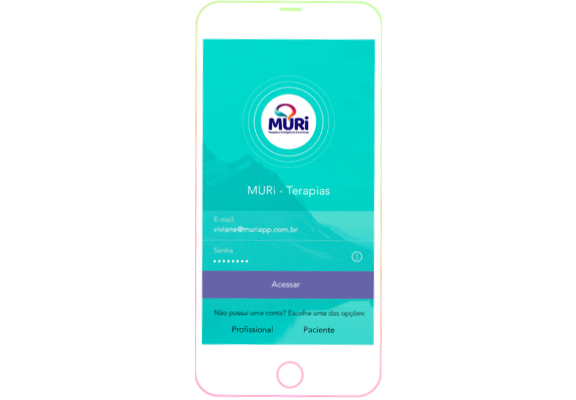 MURi
MURi - Terapias
E-mail
viviane@muriapp.com.br
Senha
Acessar
Não possui uma conta? Escolha uma das opções:
Profissional Paciente